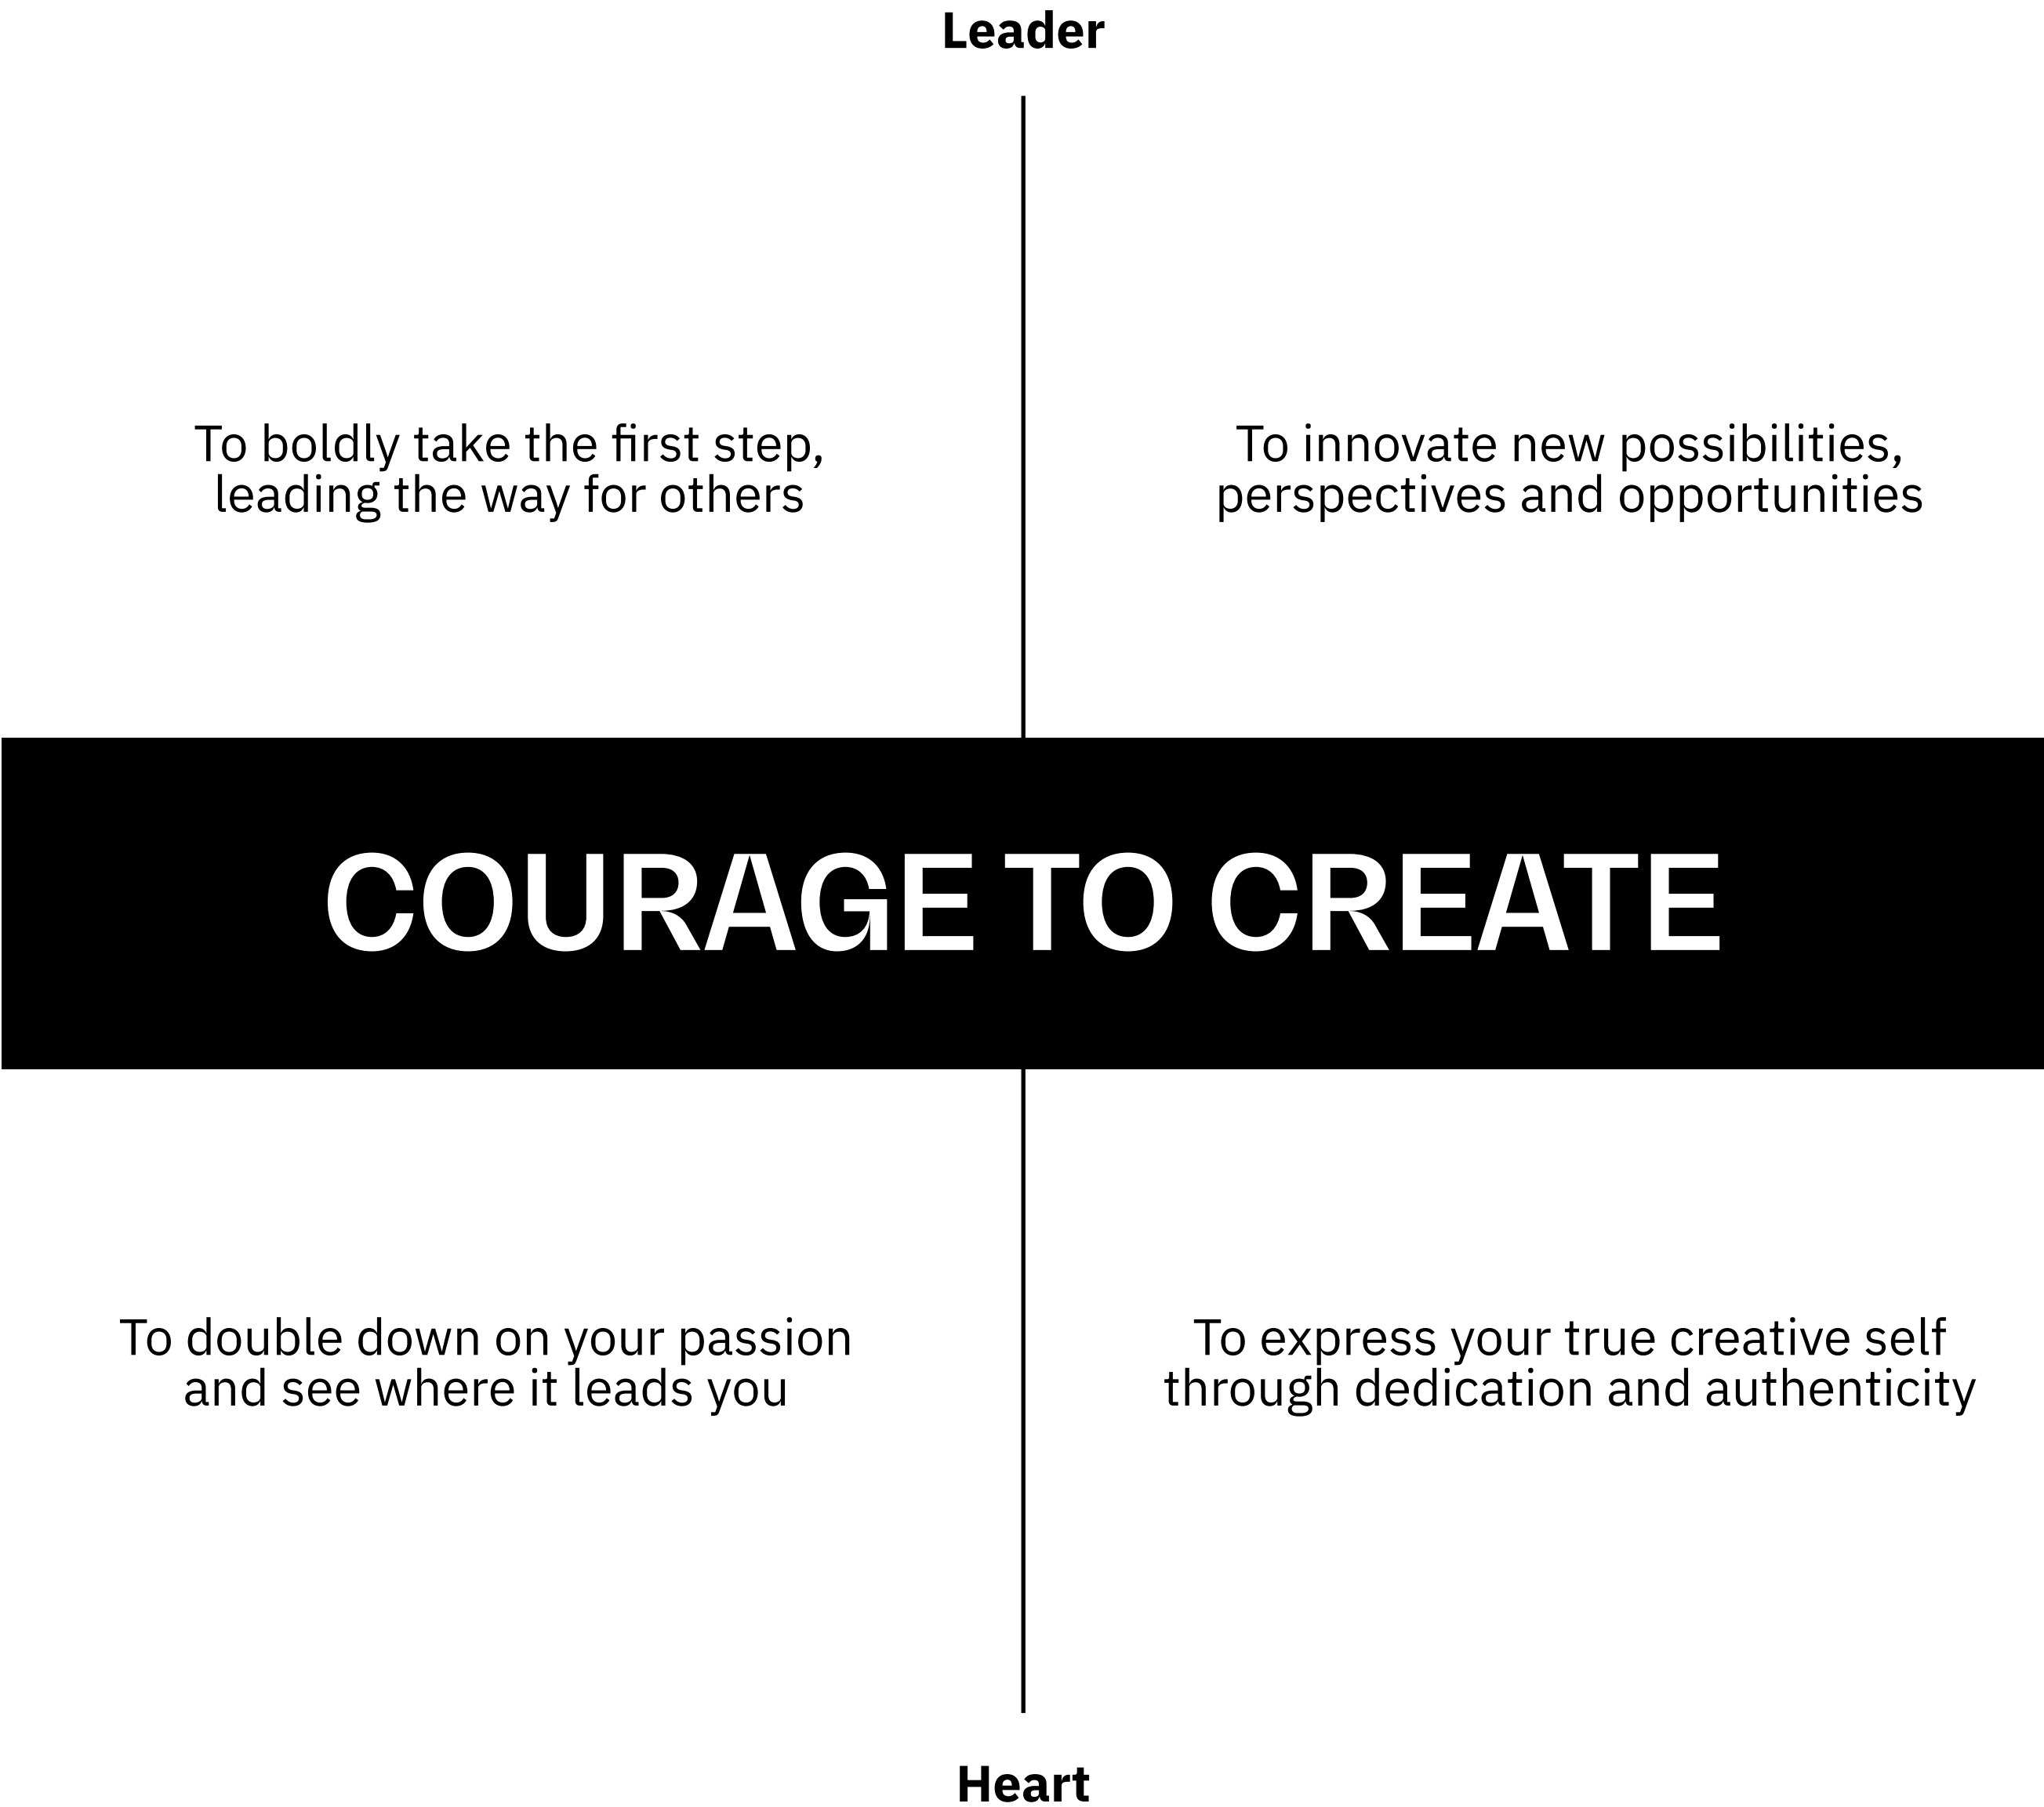 Leader
To boldly take the first step,
leading the way for others
To innovate new possibilities,
perspectives and opportunities
COURAGE TO CREATE
To double down on your passion
and see where it leads you
To express your true creative self
through dedication and authenticity
Heart